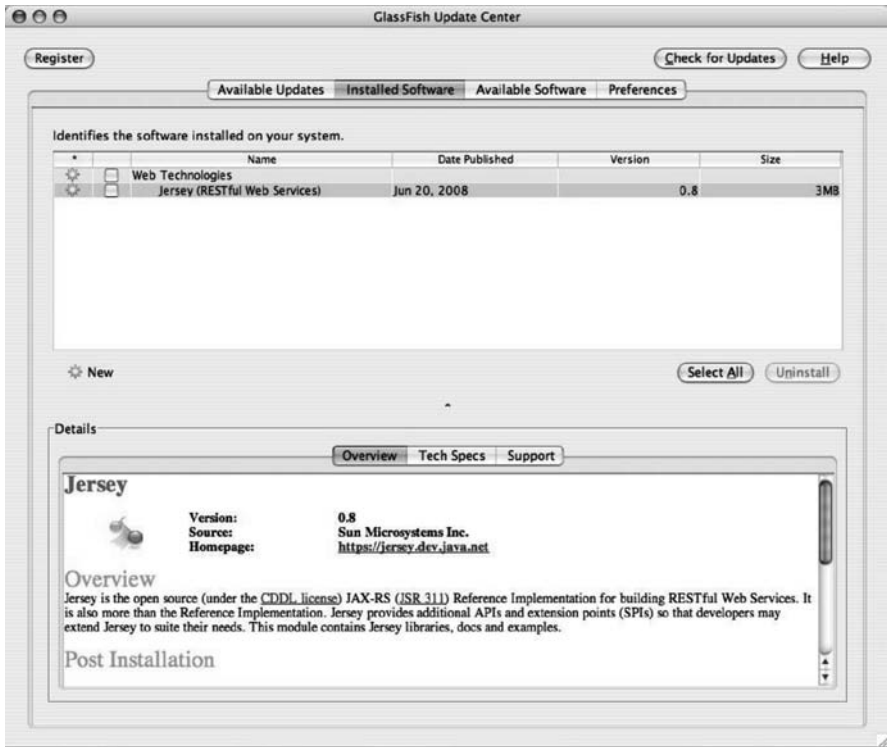 GlassFish Update Center
Register
Check for Updates
Help
Available Updates
Installed Software
Available Software
Preferences
Identifies the software installed on your system.
* Name Date Published Version Size
Web Technologies
Jersey (RESTful Web Services) Jun 20, 2008 0.8 3MB
New
Select All
Uninstall
Details
Overview
Tech Specs
Support
Jersey
Version: 0.8
Source: Sun Microsystems Inc.
Homepage: https://jersey.dev.java.net
Overview
Jersey is the open source (under the CDDL license) JAX-RS (JSR 311) Reference Implementation for building RESTful Web Services. It
is also more than the Reference Implementation. Jersey provides additional APIs and extension points (SPIs) so that developers may
extend Jersey to suite their needs. This module contains Jersey libraries, docs and examples.
Post Installation